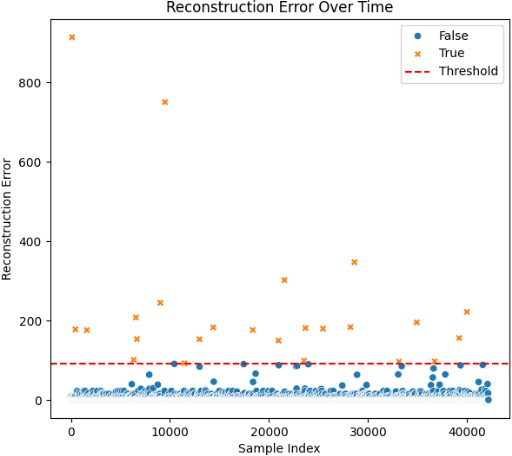 Reconstruction Error Over Time
False
True
Threshold
800
600
400
200
0
Reconstruction Error
0
10000
20000
30000
40000
Sample Index